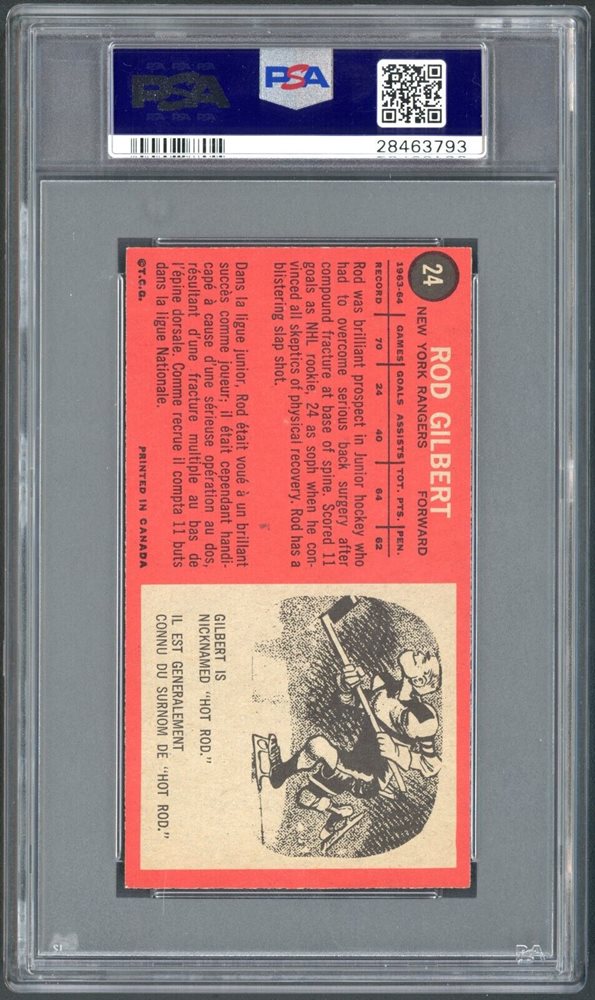 PSA
PSA
28463793
24
ROD GILBERT
NEW YORK RANGERS FORWARD
1963-64 GAMES GOALS ASSISTS TOT. PTS. PEN.
RECORD 70 24 40 64 62
Rod was brilliant prospect in Junior hockey who
had to overcome serious back surgery after
compound fracture at base of spine. Scored 11
goals as NHL rookie, 24 as soph when he con-
vinced all skeptics of physical recovery. Rod has a
blistering slap shot.
Dans la ligue junior, Rod était voué à un brillant
succès comme joueur; il était cependant handi-
capé à cause d'une sérieuse opération au dos,
résultant d'une fracture multiple au bas de
l'épine dorsale. Comme recrue il compta 11 buts
dans la ligue Nationale.
©T.C.G. PRINTED IN CANADA
GILBERT IS
NICKNAMED "HOT ROD."
IL EST GENERALEMENT
CONNU DU SURNOM DE "HOT ROD."